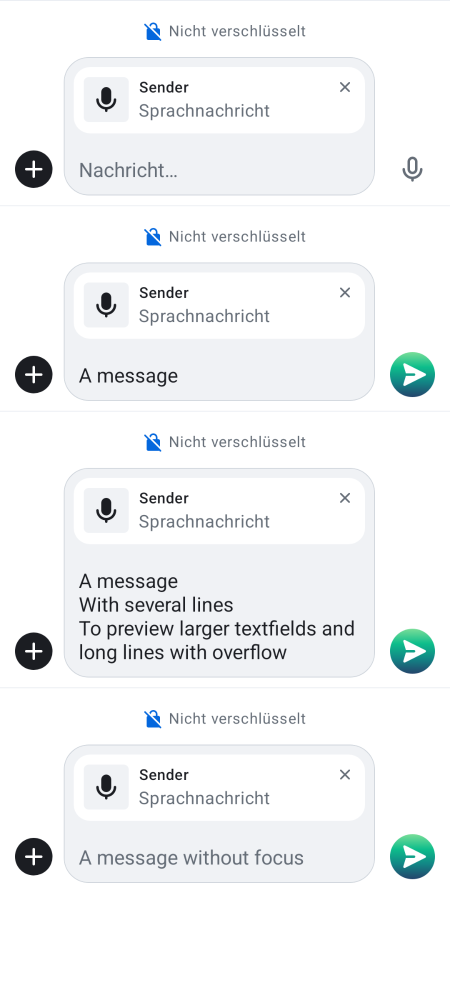 Nicht verschlüsselt
Sender
Sprachnachricht
Nachricht…
Nicht verschlüsselt
Sender
Sprachnachricht
A message
Nicht verschlüsselt
Sender
Sprachnachricht
A message
With several lines
To preview larger textfields and
long lines with overflow
Nicht verschlüsselt
Sender
Sprachnachricht
A message without focus